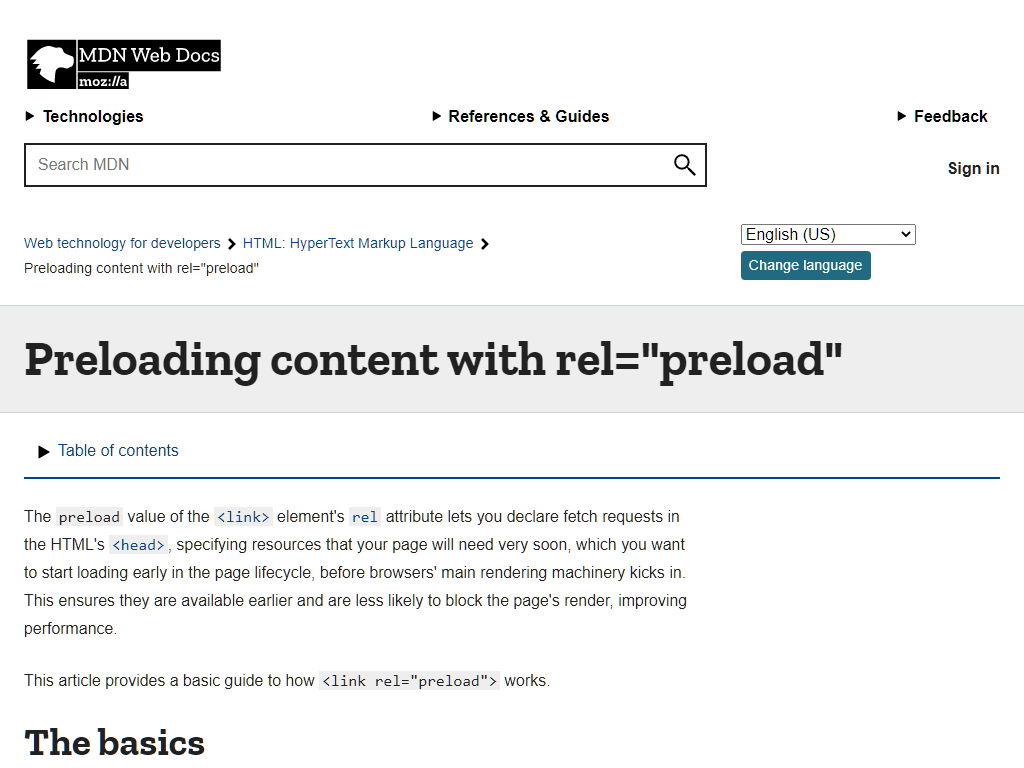 MDN Web Docs
moz://a
Technologies
References & Guides
Feedback
Search MDN
Sign in
Web technology for developers
HTML: HyperText Markup Language
Preloading content with rel="preload"
English (US)
Change language
Preloading content with rel="preload"
Table of contents
The preload value of the <link> element's rel attribute lets you declare fetch requests in
the HTML's <head>, specifying resources that your page will need very soon, which you want
to start loading early in the page lifecycle, before browsers' main rendering machinery kicks in.
This ensures they are available earlier and are less likely to block the page's render, improving
performance.
This article provides a basic guide to how <link rel="preload"> works.
The basics